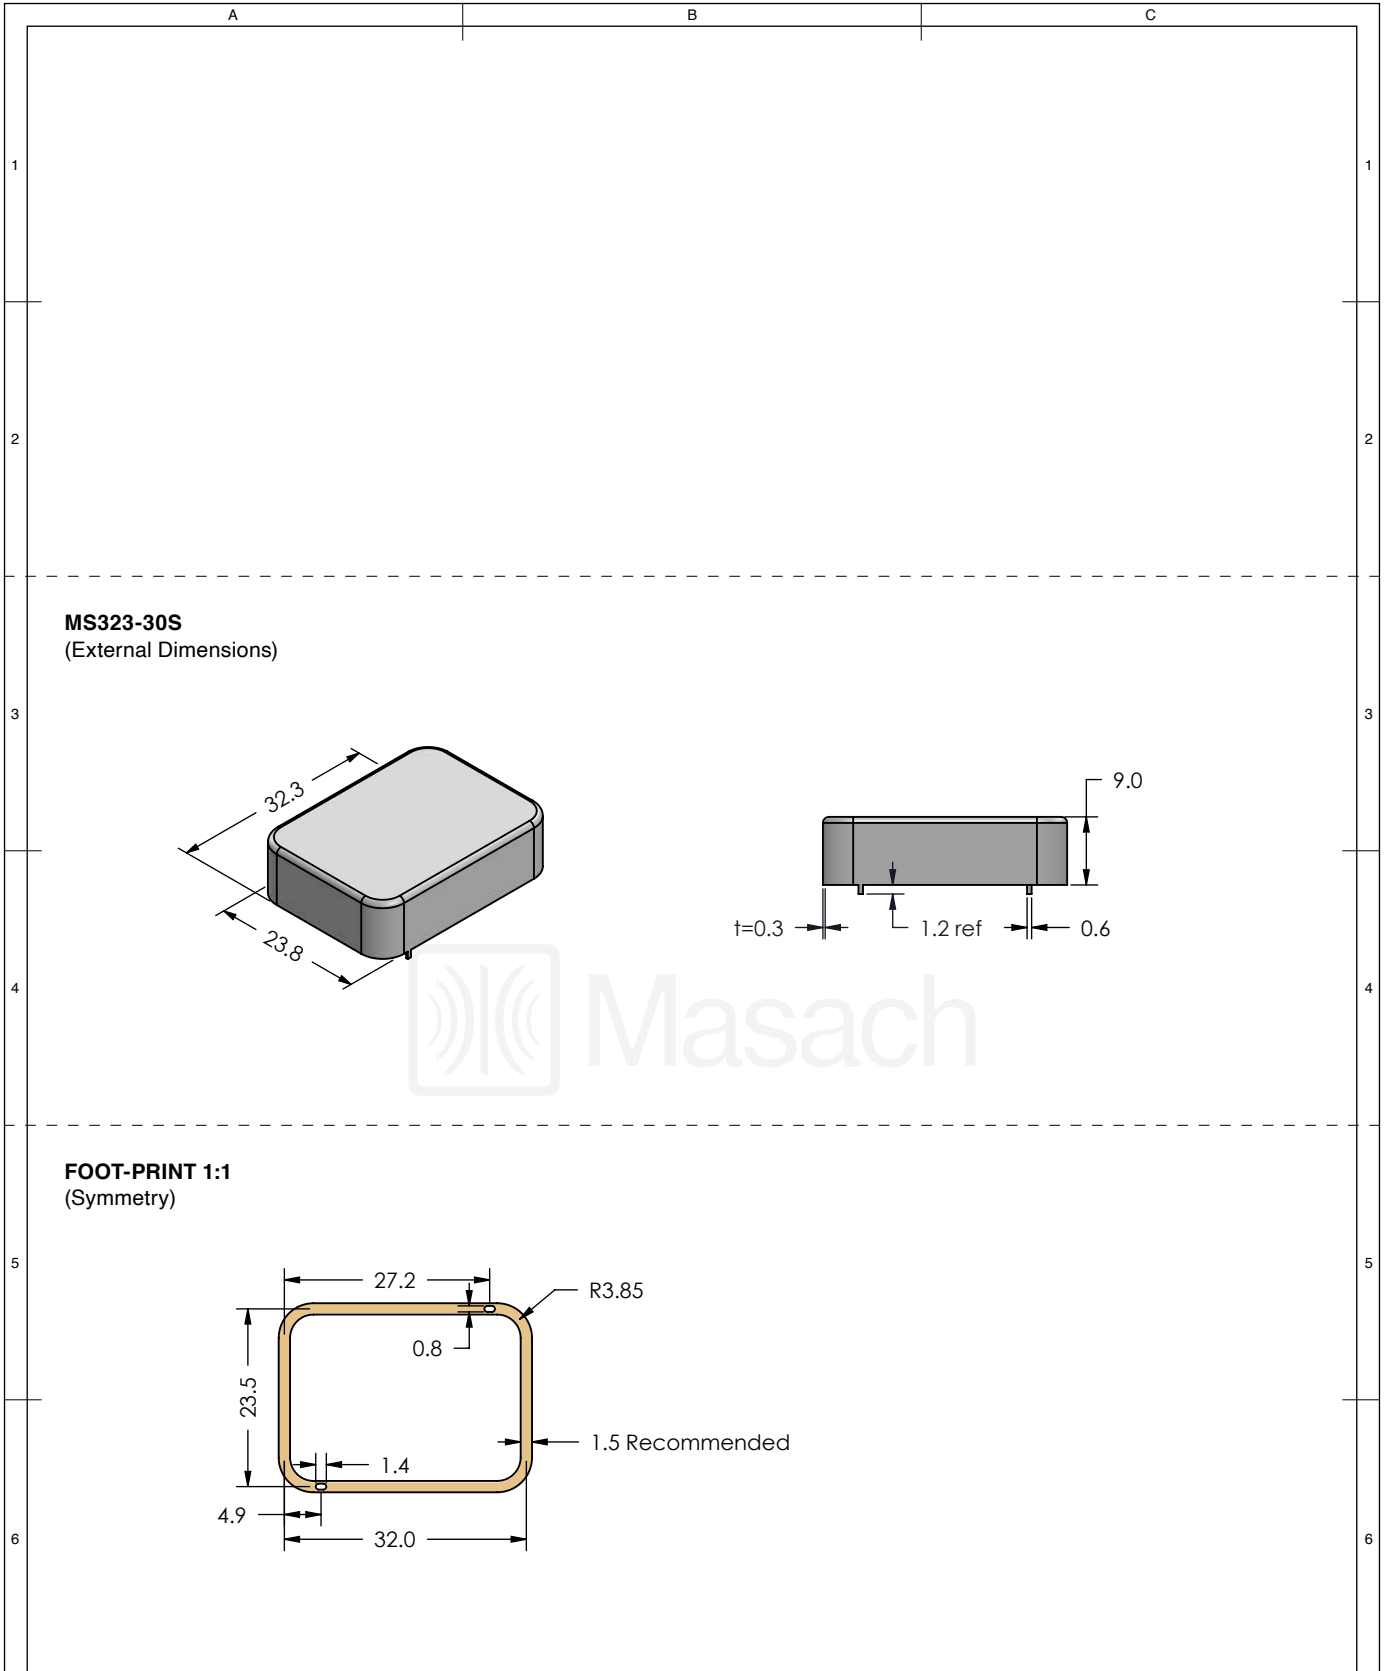 A B C
1 1
2 2
MS323-30S
(External Dimensions)
3 3
32.3
9.0
23.8
t=0.3 1.2 ref 0.6
4 4
Masach
FOOT-PRINT 1:1
(Symmetry)
5 5
27.2
R3.85
0.8
23.5
1.5 Recommended
1.4
4.9
32.0
6 6